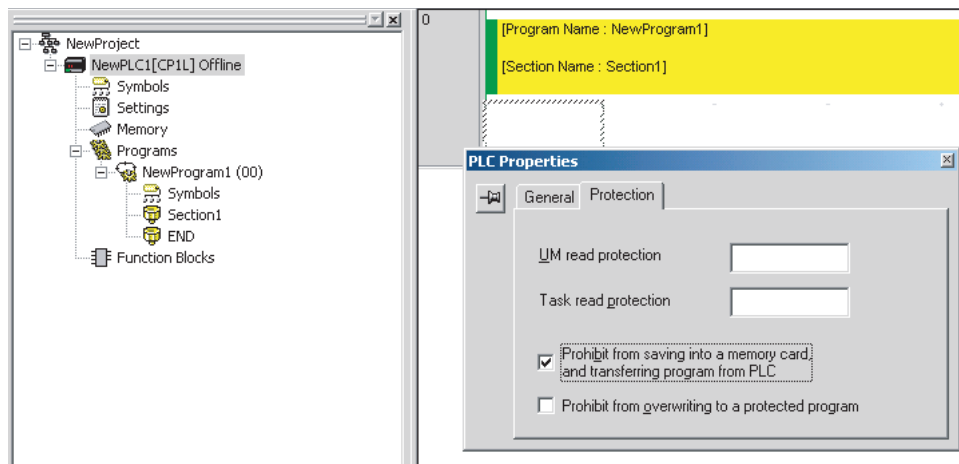 NewProject
NewPLC1[CP1L] Offline
Symbols
Settings
Memory
Programs
NewProgram1 (00)
Symbols
Section1
END
Function Blocks
0
[Program Name : NewProgram1]
[Section Name : Section1]
PLC Properties
General
Protection
UM read protection
Task read protection
Prohibit from saving into a memory card,
and transferring program from PLC
Prohibit from overwriting to a protected program